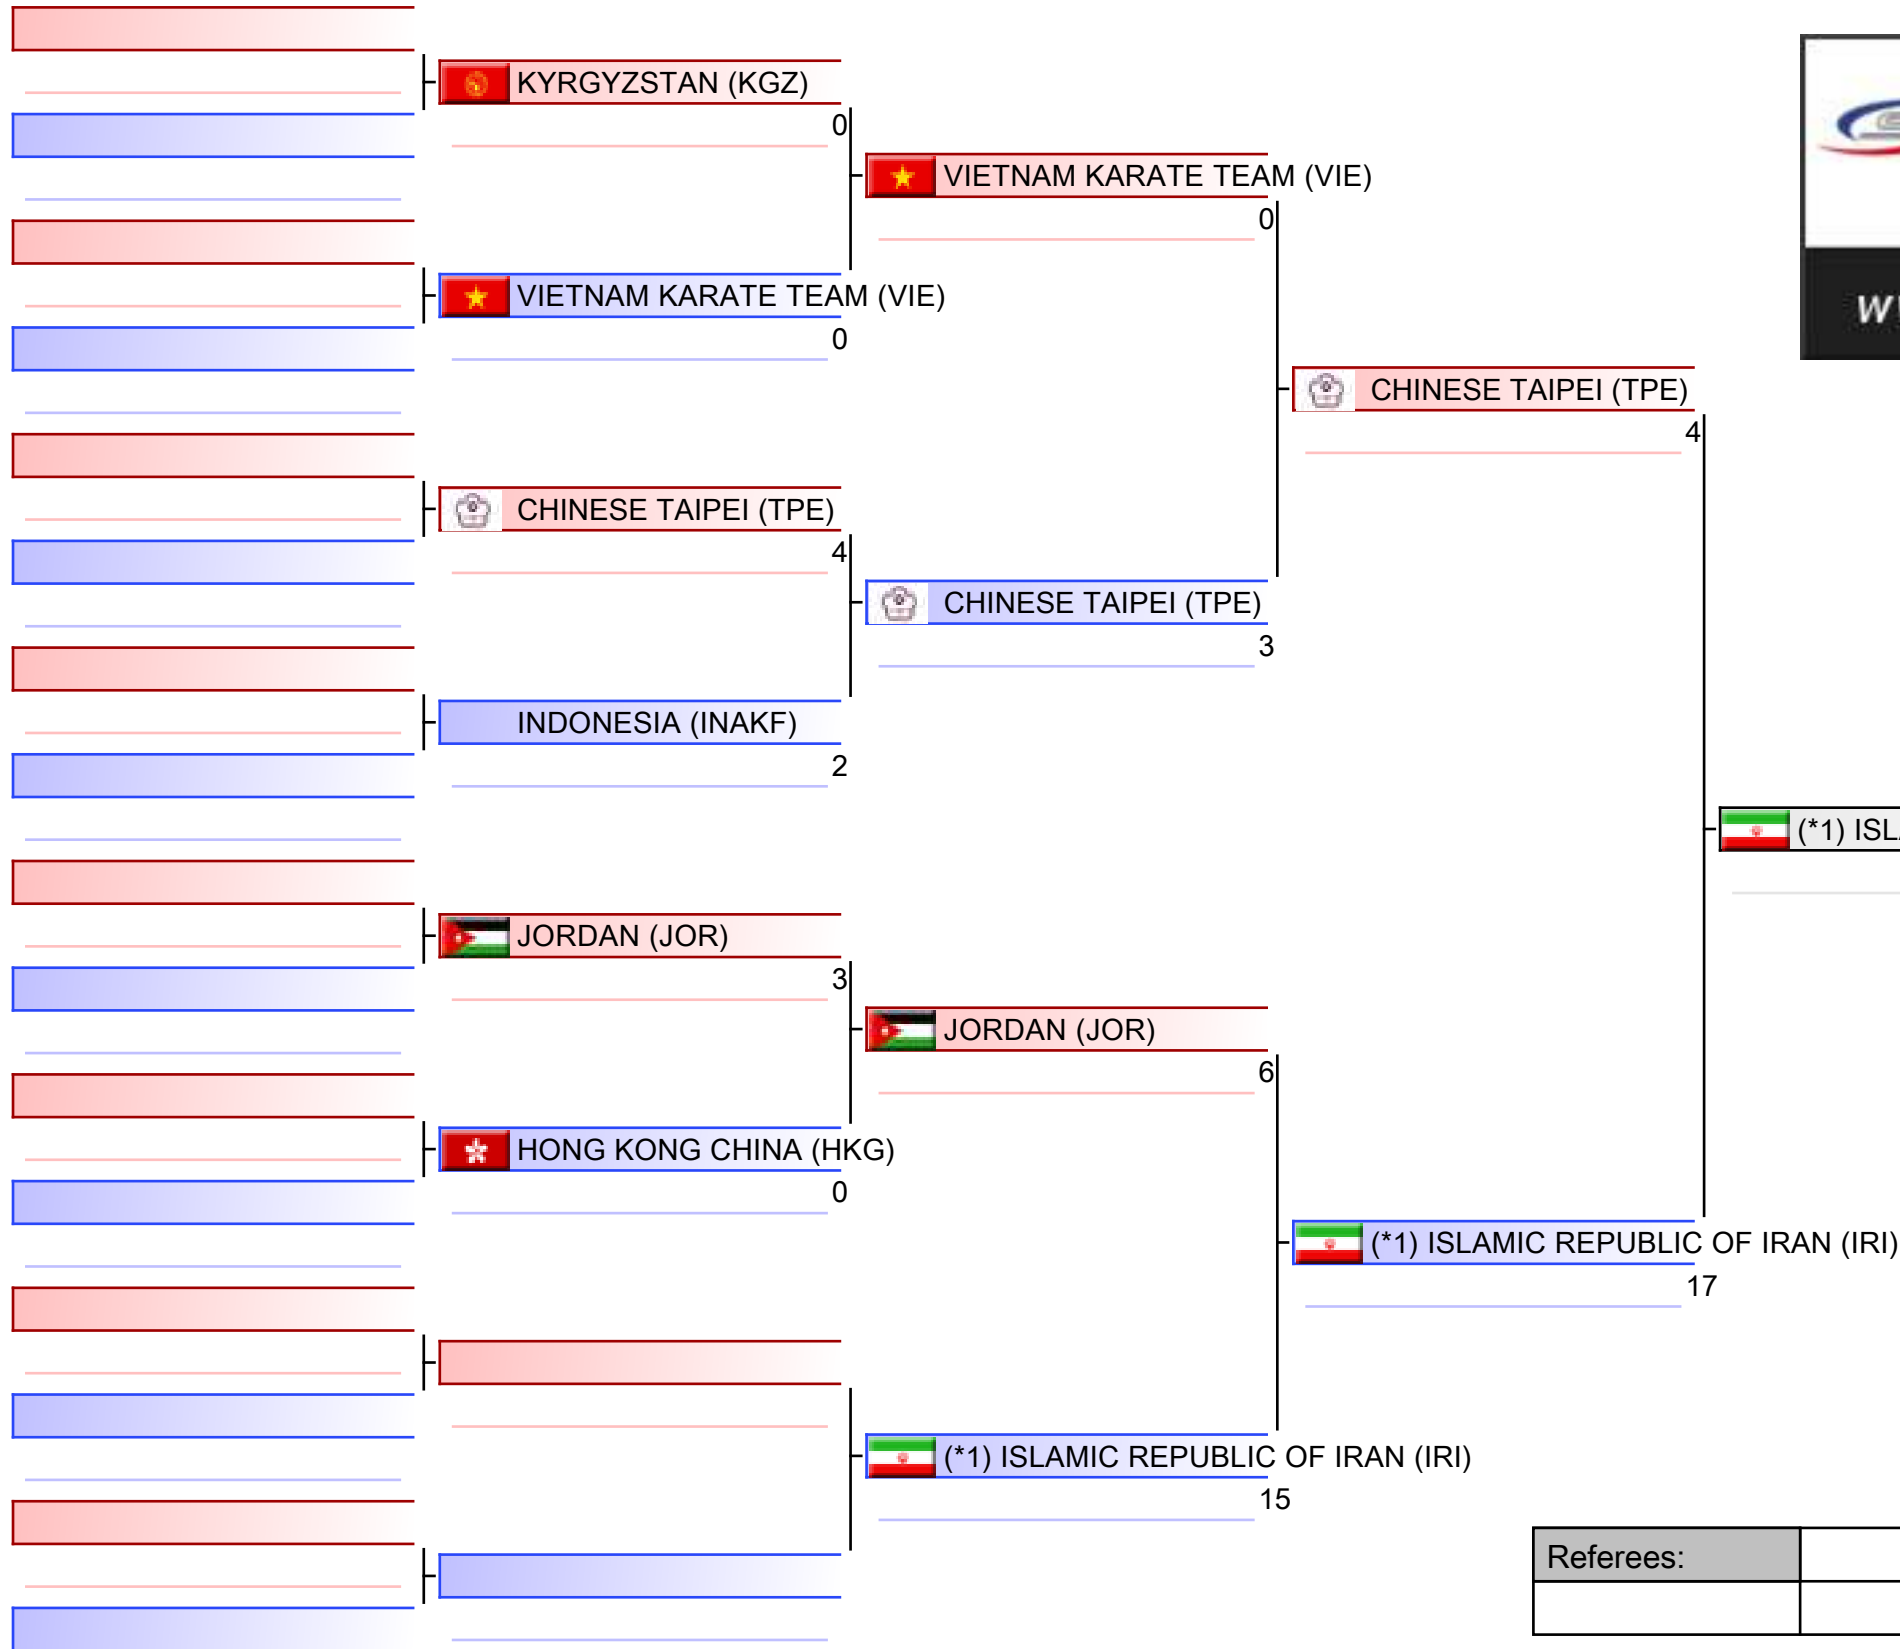 KYRGYZSTAN (KGZ)
0
VIETNAM KARATE TEAM (VIE)
0
VIETNAM KARATE TEAM (VIE)
0
CHINESE TAIPEI (TPE)
4
CHINESE TAIPEI (TPE)
4
CHINESE TAIPEI (TPE)
3
INDONESIA (INAKF)
2
(*1) ISL
JORDAN (JOR)
3
JORDAN (JOR)
6
HONG KONG CHINA (HKG)
0
(*1) ISLAMIC REPUBLIC OF IRAN (IRI)
17
(*1) ISLAMIC REPUBLIC OF IRAN (IRI)
15
Referees: